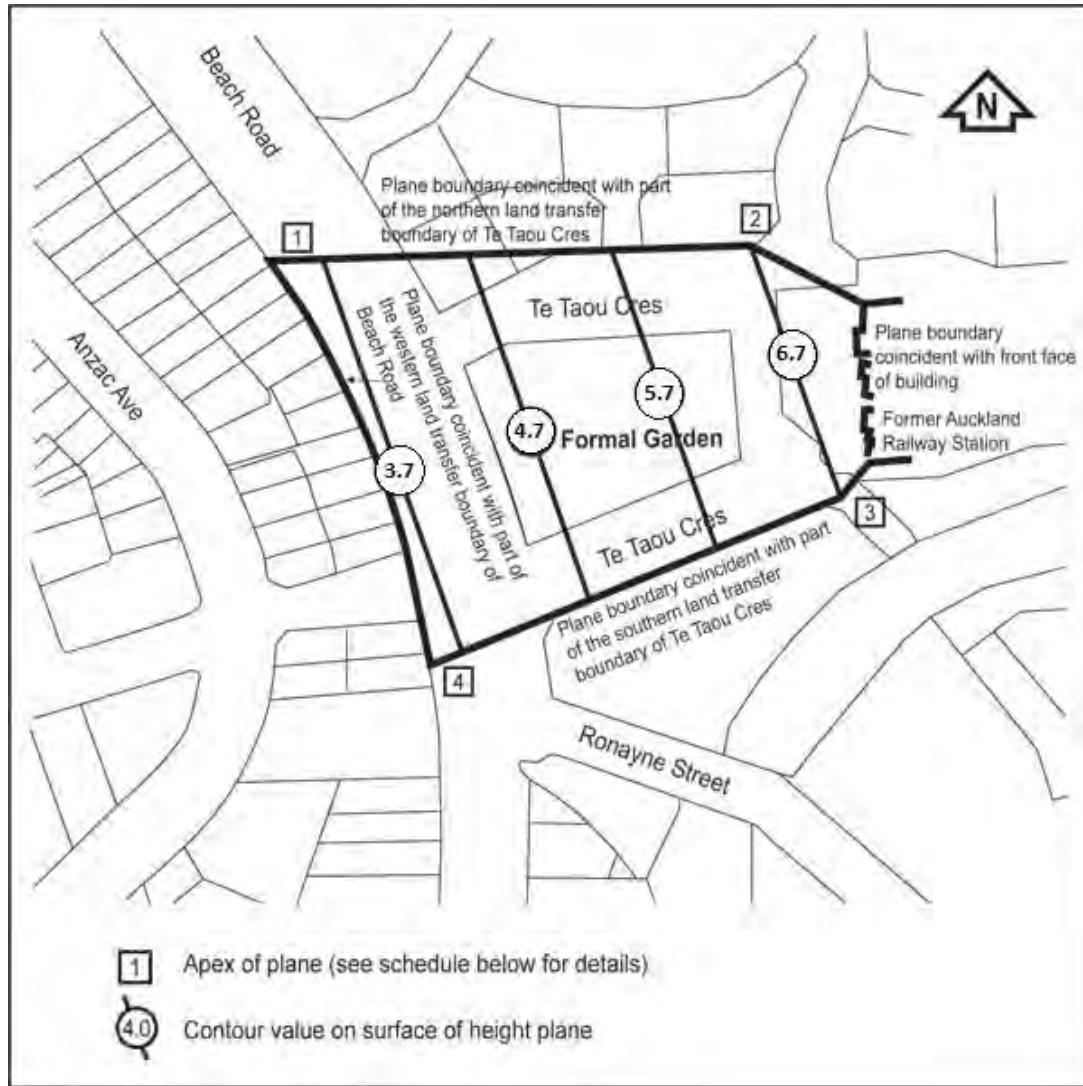 Beach Road
N
Plane boundary coincident with part
of the northern land transfer
boundary of Te Taou Cres
1
2
Te Taou Cres
Plane boundary coincident with part of
the western land transfer boundary of
Beach Road
Anzac Ave
6.7
Plane boundary
coincident with front face
of building
5.7
4.7
Formal Garden
Former Auckland
Railway Station
3.7
3
Te Taou Cres
Plane boundary coincident with part
of the southern land transfer
boundary of Te Taou Cres
4
Ronayne Street
1 Apex of plane (see schedule below for details)
4.0 Contour value on surface of height plane